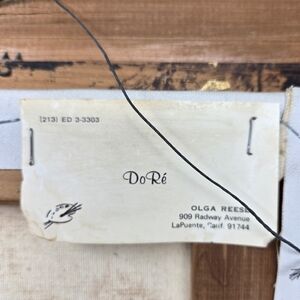 (213) ED 3-3303
DoRé
OLGA REESE
909 Radway Avenue
LaPuente, Calif. 91744